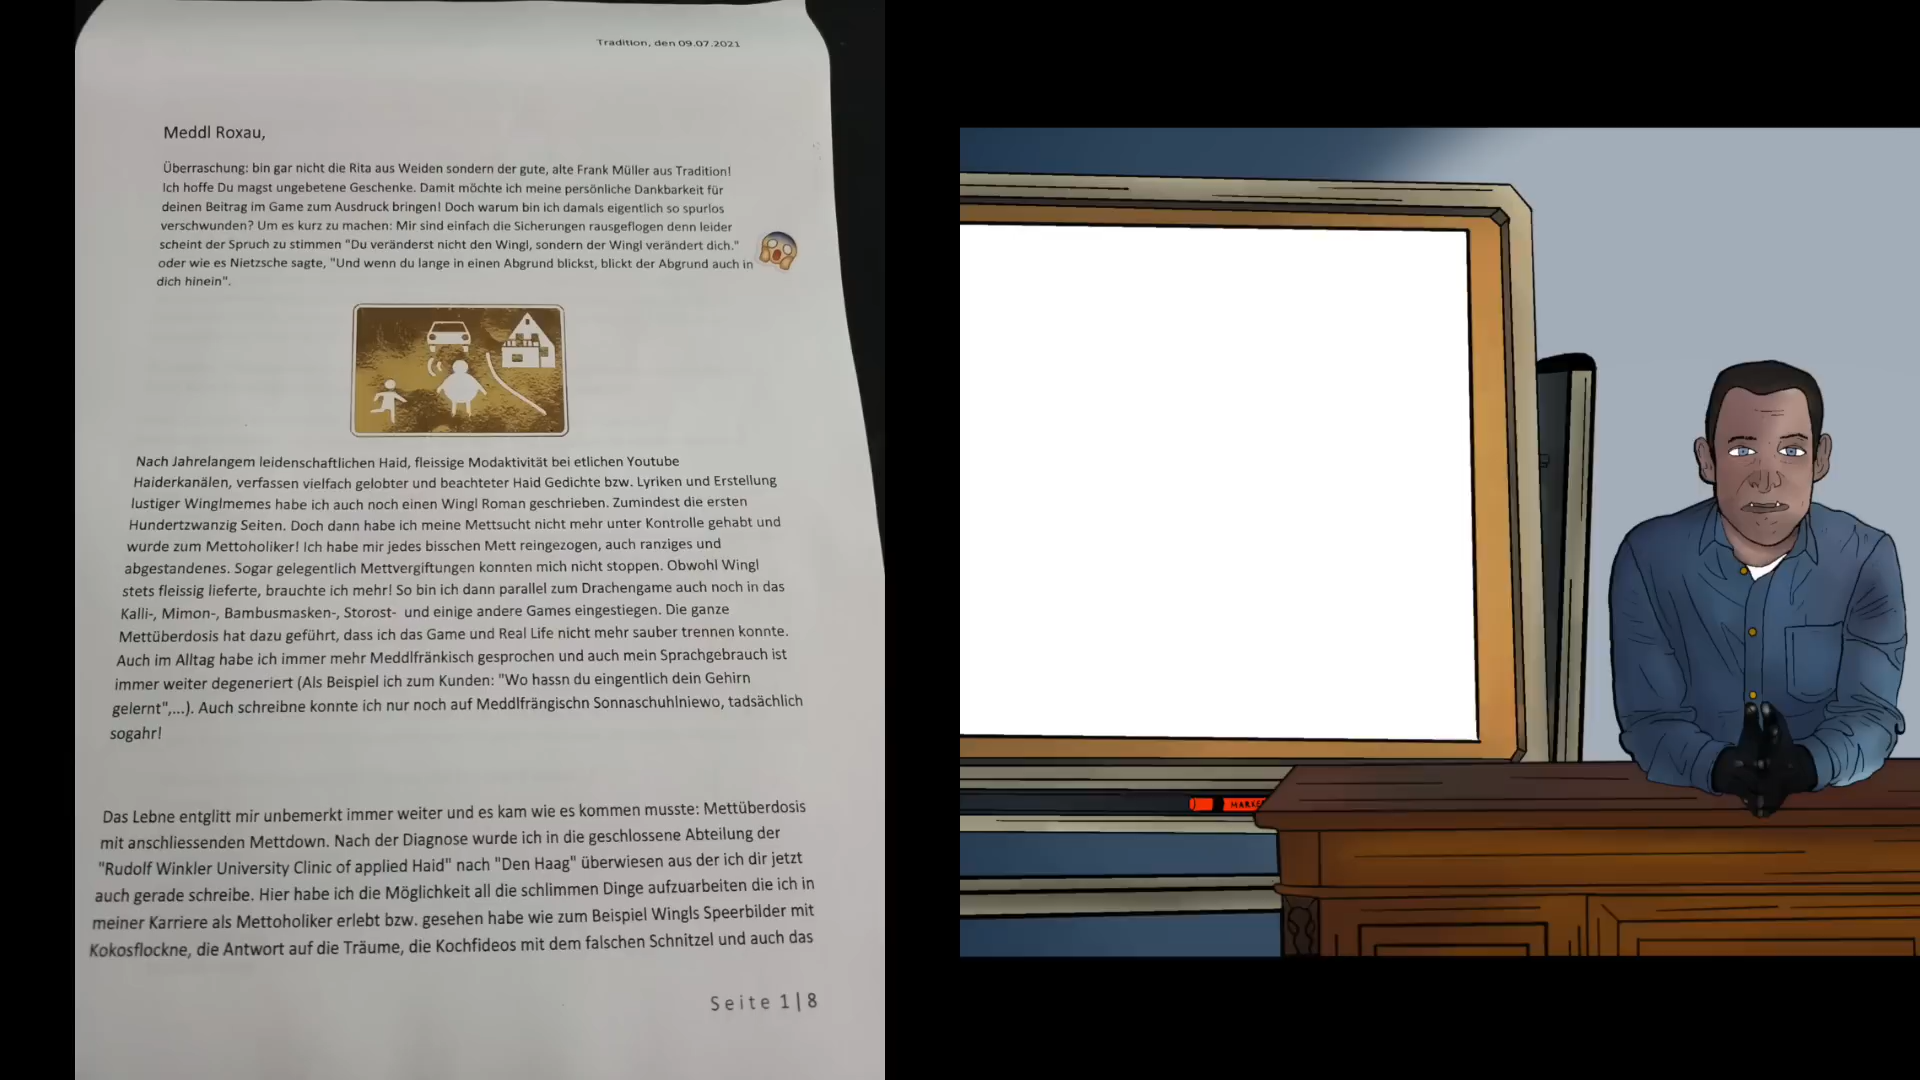 Tradition, den 09.07.2021
Meddl Roxau,
Überraschung: bin gar nicht die Rita aus Weiden sondern der gute, alte Frank Müller aus Tradition!
Ich hoffe Du magst ungebetene Geschenke. Damit möchte ich meine persönliche Dankbarkeit für
deinen Beitrag im Game zum Ausdruck bringen! Doch warum bin ich damals eigentlich so spurlos
verschwunden? Um es kurz zu machen: Mir sind einfach die Sicherungen rausgeflogen denn leider
scheint der Spruch zu stimmen "Du veränderst nicht den Wingl, sondern der Wingl verändert dich."
oder wie es Nietzsche sagte, "Und wenn du lange in einen Abgrund blickst, blickt der Abgrund auch in
dich hinein".
Nach Jahrelangem leidenschaftlichen Haid, fleissige Modaktivität bei etlichen Youtube
Haiderkanälen, verfassen vielfach gelobter und beachteter Haid Gedichte bzw. Lyriken und Erstellung
lustiger Winglmemes habe ich auch noch einen Wingl Roman geschrieben. Zumindest die ersten
Hundertzwanzig Seiten. Doch dann habe ich meine Mettsucht nicht mehr unter Kontrolle gehabt und
wurde zum Mettoholiker! Ich habe mir jedes bisschen Mett reingezogen, auch ranziges und
abgestandenes. Sogar gelegentlich Mettvergiftungen konnten mich nicht stoppen. Obwohl Wingl
stets fleissig lieferte, brauchte ich mehr! So bin ich dann parallel zum Drachengame auch noch in das
Kalli-, Mimon-, Bambusmasken-, Storost- und einige andere Games eingestiegen. Die ganze
Mettüberdosis hat dazu geführt, dass ich das Game und Real Life nicht mehr sauber trennen konnte.
Auch im Alltag habe ich immer mehr Meddlfränkisch gesprochen und auch mein Sprachgebrauch ist
immer weiter degeneriert (Als Beispiel ich zum Kunden: "Wo hassn du eingentlich dein Gehirn
gelernt",...). Auch schreibne konnte ich nur noch auf Meddlfrängischn Sonnaschuhlniewo, tadsächlich
sogahr!
Das Lebne entglitt mir unbemerkt immer weiter und es kam wie es kommen musste: Mettüberdosis
mit anschliessenden Mettdown. Nach der Diagnose wurde ich in die geschlossene Abteilung der
"Rudolf Winkler University Clinic of applied Haid" nach "Den Haag" überwiesen aus der ich dir jetzt
auch gerade schreibe. Hier habe ich die Möglichkeit all die schlimmen Dinge aufzuarbeiten die ich in
meiner Karriere als Mettoholiker erlebt bzw. gesehen habe wie zum Beispiel Wingls Speerbilder mit
Kokosflockne, die Antwort auf die Träume, die Kochfideos mit dem falschen Schnitzel und auch das
Seite 1|8